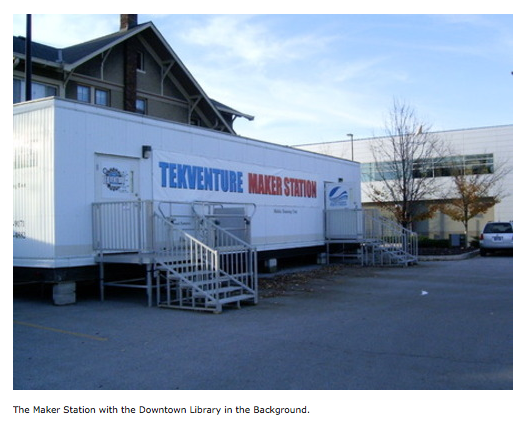 TEKVENTURE MAKER STATION
The Maker Station with the Downtown Library in the Background.